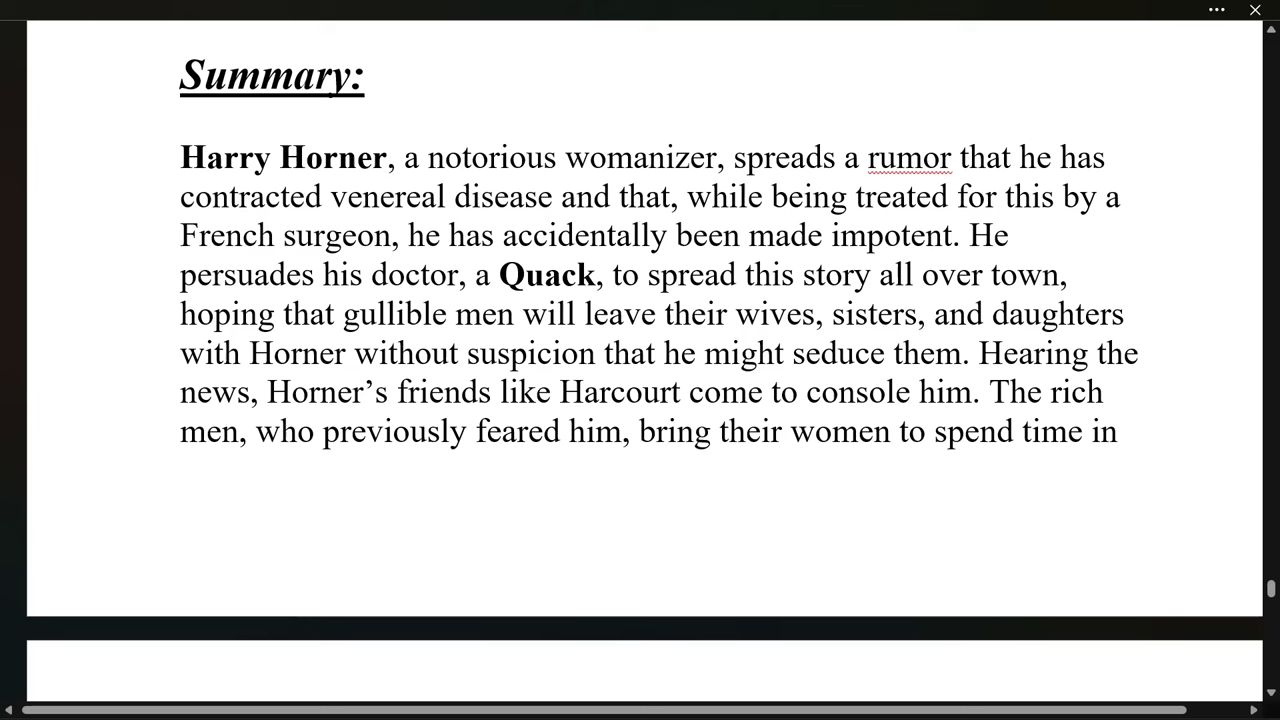 Summary:
Harry Horner, a notorious womanizer, spreads a rumor that he has
contracted venereal disease and that, while being treated for this by a
French surgeon, he has accidentally been made impotent. He
persuades his doctor, a Quack, to spread this story all over town,
hoping that gullible men will leave their wives, sisters, and daughters
with Horner without suspicion that he might seduce them. Hearing the
news, Horner’s friends like Harcourt come to console him. The rich
men, who previously feared him, bring their women to spend time in